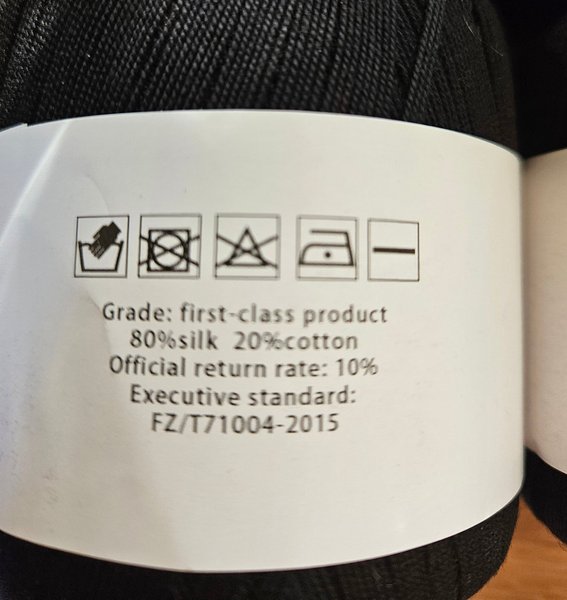 Grade: first-class product
80%silk 20%cotton
Official return rate: 10%
Executive standard:
FZ/T71004-2015